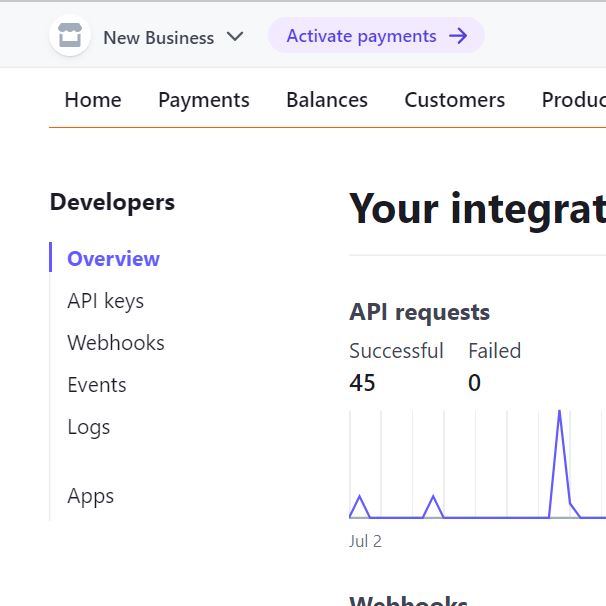 New Business
Activate payments →
Home Payments Balances Customers Produc
Developers
Overview
API keys
Webhooks
Events
Logs
Apps
Your integrat
API requests
Successful Failed
45 0
Jul 2
Webhooks